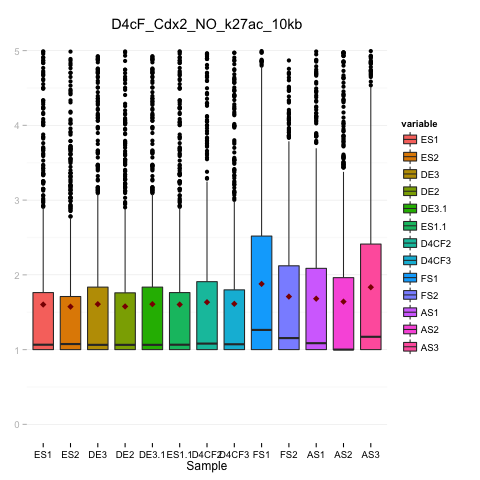 D4cF_Cdx2_NO_k27ac_10kb
5
4
3
2
1
0
ES1 ES2 DE3 DE2 DE3.1 ES1.1 D4CF2 D4CF3 FS1 FS2 AS1 AS2 AS3
Sample
variable
ES1
ES2
DE3
DE2
DE3.1
ES1.1
D4CF2
D4CF3
FS1
FS2
AS1
AS2
AS3